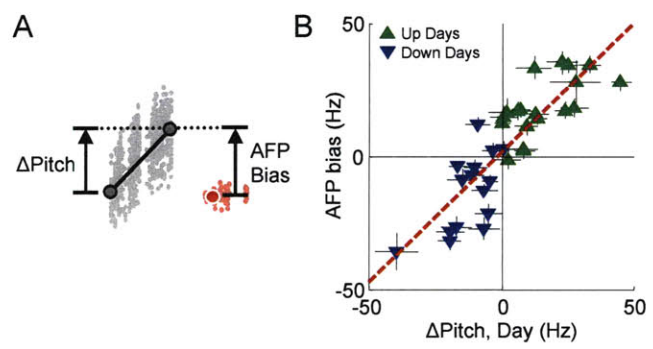 A
ΔPitch
AFP
Bias
B
Up Days
Down Days
AFP bias (Hz)
50
0
-50
-50
0
50
ΔPitch, Day (Hz)